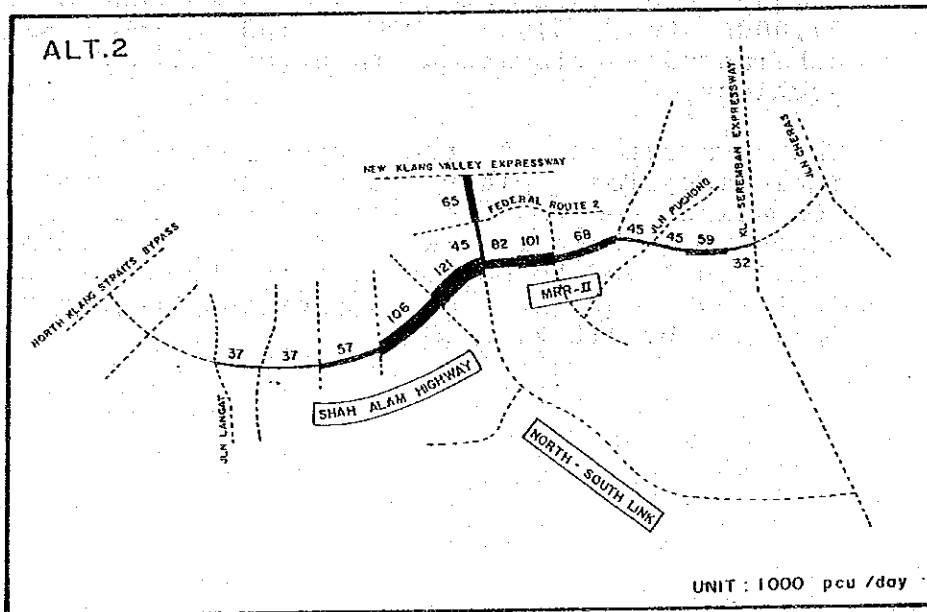 ALT.2
NEW KLANG VALLEY EXPRESSWAY
KL - SEREMBAN EXPRESSWAY
JLN CHERAS
65
FEDERAL ROUTE 2
JLN PUCHONG
NORTH KLANG STRAITS BYPASS
45
82
101
68
45
45
59
32
121
106
MRR-II
37
37
57
JLN LANGAT
SHAH ALAM HIGHWAY
NORTH - SOUTH LINK
UNIT : 1000 pcu /day